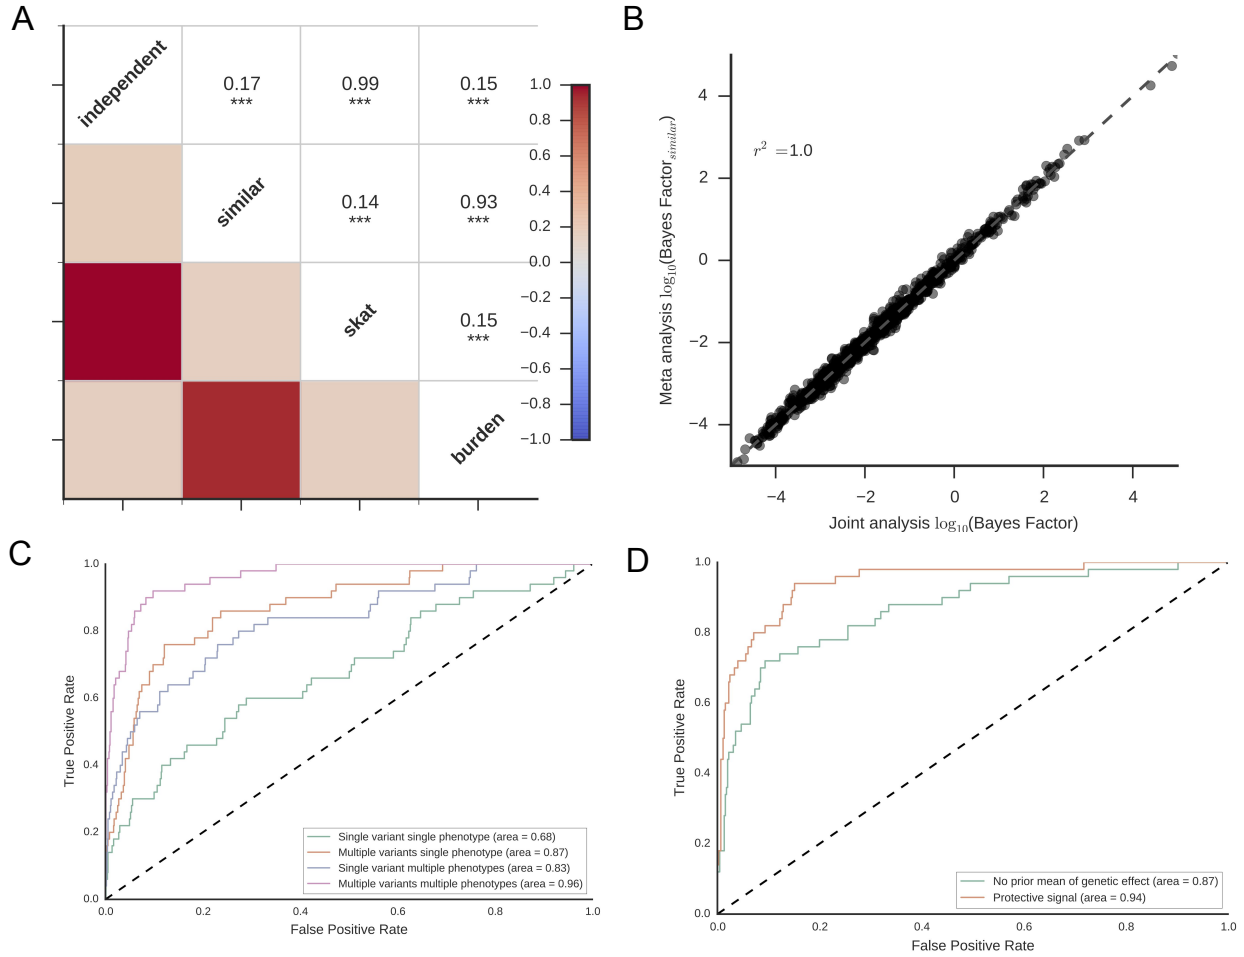 A
independent
0.17
***
0.99
***
0.15
***
similar
0.14
***
0.93
***
skat
0.15
***
burden
1.0
0.8
0.6
0.4
0.2
0.0
−0.2
−0.4
−0.6
−0.8
−1.0
B
r² =1.0
Meta analysis log₁₀(Bayes Factor_similar)
4
2
0
−2
−4
−4
−2
0
2
4
Joint analysis log₁₀(Bayes Factor)
C
True Positive Rate
1.0
0.8
0.6
0.4
0.2
0.0
0.0
0.2
0.4
0.6
0.8
1.0
False Positive Rate
Single variant single phenotype (area = 0.68)
Multiple variants single phenotype (area = 0.87)
Single variant multiple phenotypes (area = 0.83)
Multiple variants multiple phenotypes (area = 0.96)
D
True Positive Rate
1.0
0.8
0.6
0.4
0.2
0.0
0.0
0.2
0.4
0.6
0.8
1.0
False Positive Rate
No prior mean of genetic effect (area = 0.87)
Protective signal (area = 0.94)